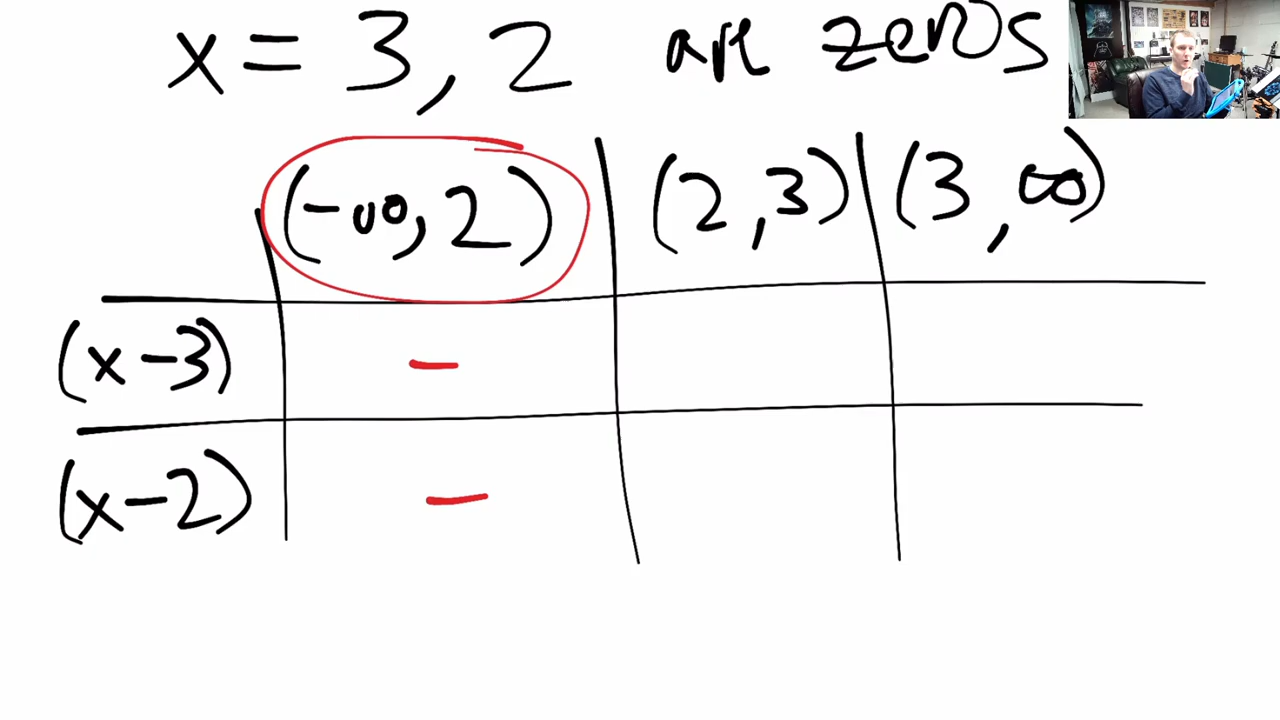 x = 3, 2 are zeros
(-∞, 2) (2, 3) (3, ∞)
(x-3) -
(x-2) -